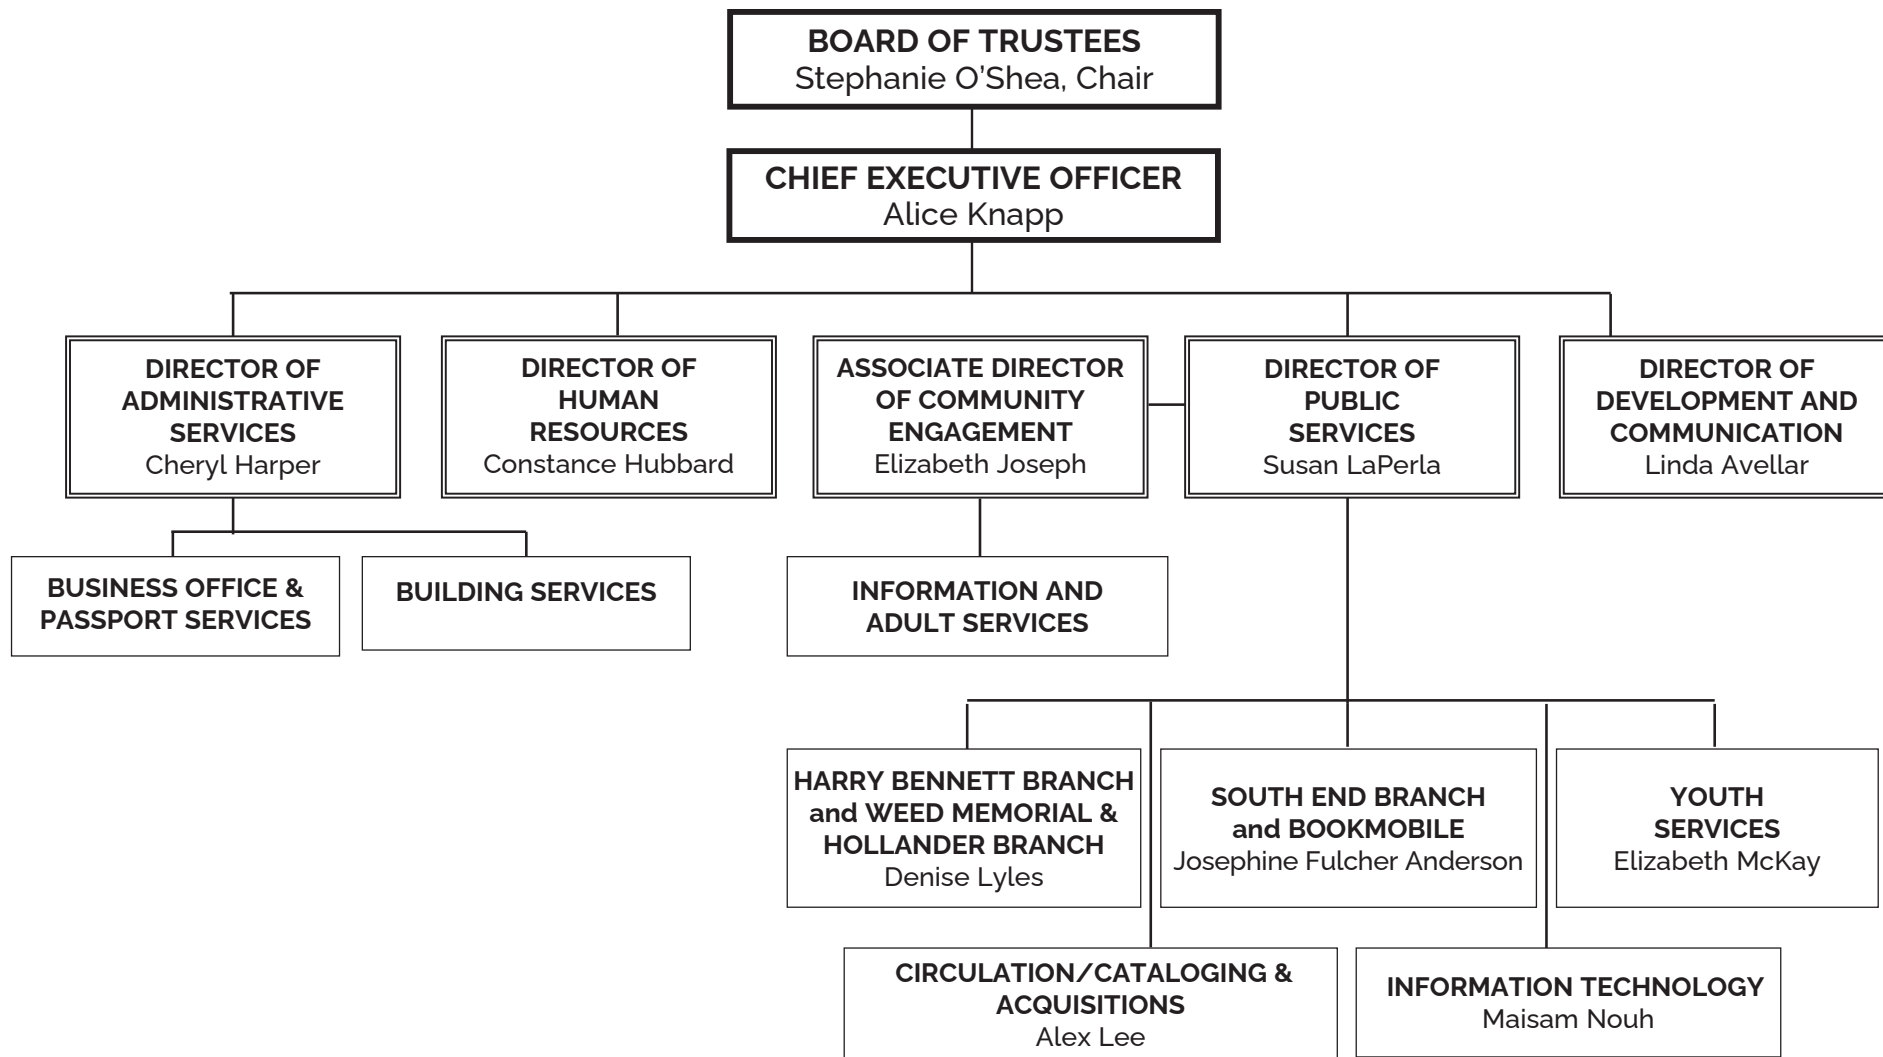 BOARD OF TRUSTEES
Stephanie O’Shea, Chair
CHIEF EXECUTIVE OFFICER
Alice Knapp
DIRECTOR OF
ADMINISTRATIVE
SERVICES
Cheryl Harper
DIRECTOR OF
HUMAN
RESOURCES
Constance Hubbard
ASSOCIATE DIRECTOR
OF COMMUNITY
ENGAGEMENT
Elizabeth Joseph
DIRECTOR OF
PUBLIC
SERVICES
Susan LaPerla
DIRECTOR OF
DEVELOPMENT AND
COMMUNICATION
Linda Avellar
BUSINESS OFFICE &
PASSPORT SERVICES
BUILDING SERVICES
INFORMATION AND
ADULT SERVICES
HARRY BENNETT BRANCH
and WEED MEMORIAL &
HOLLANDER BRANCH
Denise Lyles
SOUTH END BRANCH
and BOOKMOBILE
Josephine Fulcher Anderson
YOUTH
SERVICES
Elizabeth McKay
CIRCULATION/CATALOGING &
ACQUISITIONS
Alex Lee
INFORMATION TECHNOLOGY
Maisam Nouh